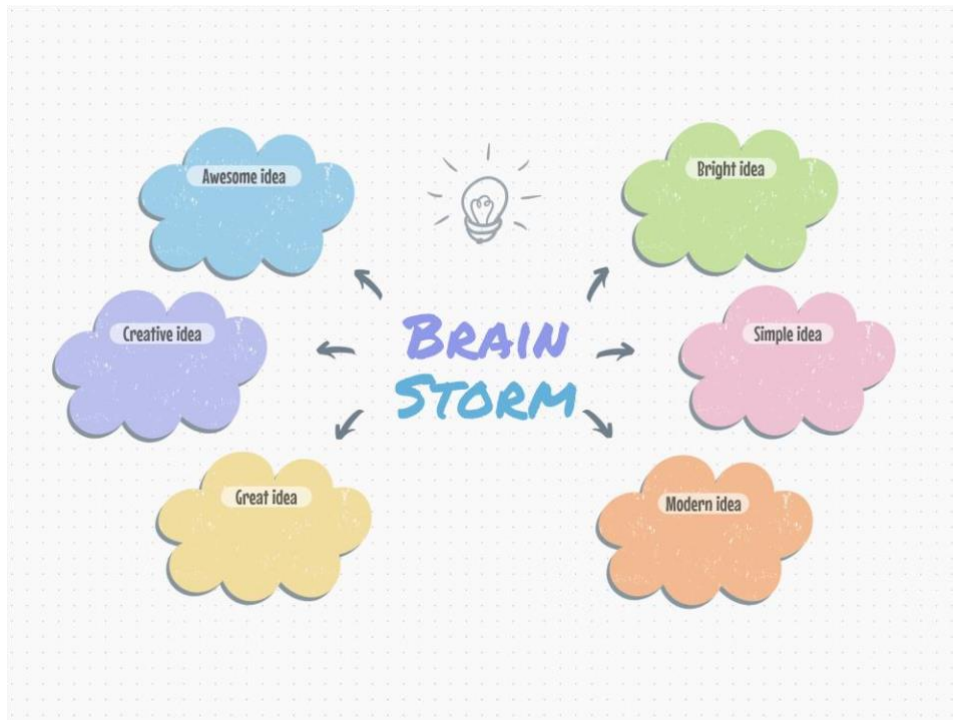 Awesome idea
Bright idea
Creative idea
BRAIN
STORM
Simple idea
Great idea
Modern idea